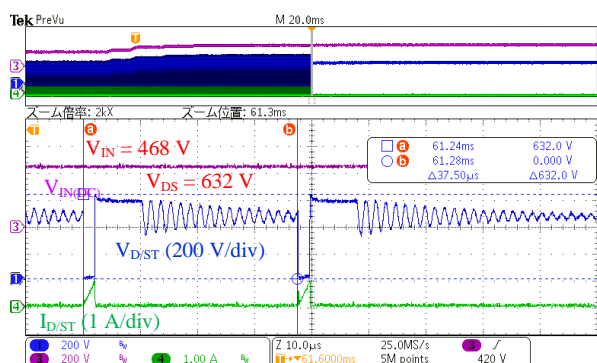 Tek PreVu M 20.0ms
T
3
1
4
ズーム倍率: 2kX ズーム位置: 61.3ms
T a b
V_IN = 468 V
a 61.24ms 632.0 V
b 61.28ms 0.000 V
Δ37.50µs Δ632.0 V
V_IN(DC)
V_DS = 632 V
3
V_D/ST (200 V/div)
1
4
I_D/ST (1 A/div)
1 200 V Bw
3 200 V Bw 4 1.00 A Bw
Z 10.0µs 25.0MS/s 3 420 V
T→▾61.6000ms 5M points